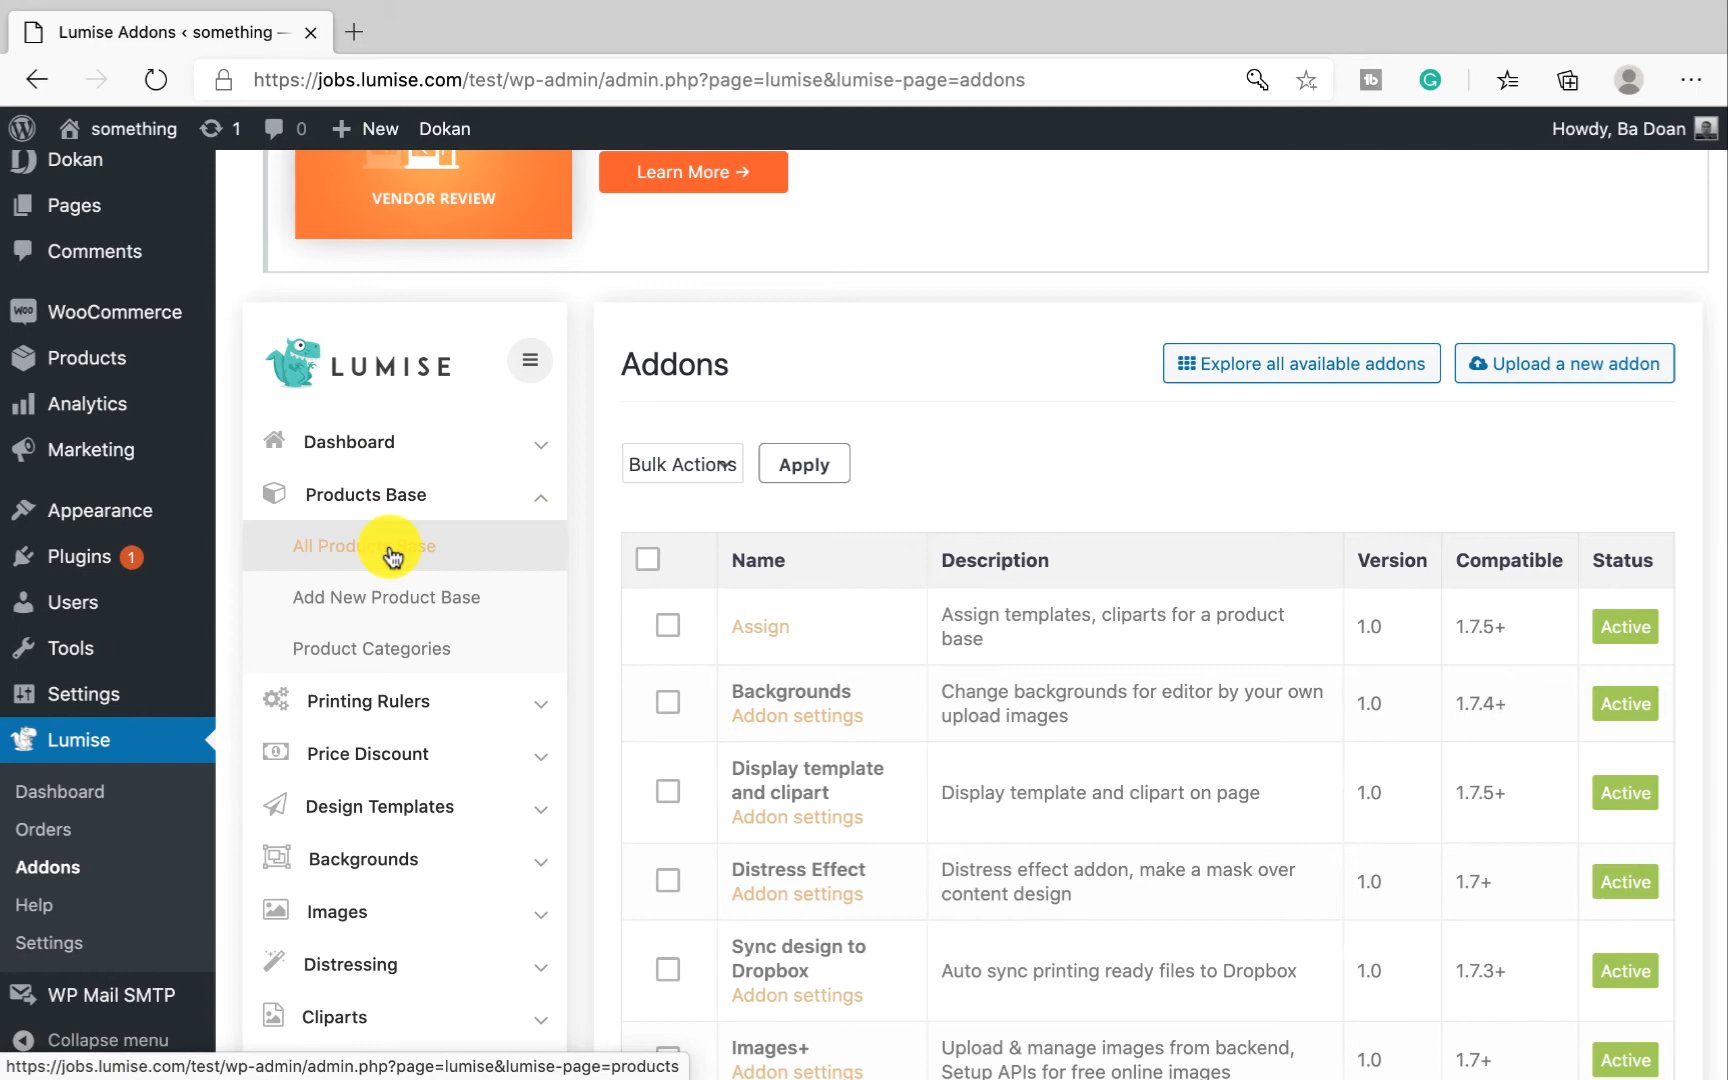 Lumise Addons ‹ something —
https://jobs.lumise.com/test/wp-admin/admin.php?page=lumise&lumise-page=addons
something
1
0
New
Dokan
Howdy, Ba Doan
Dokan
Pages
Comments
WooCommerce
Products
Analytics
Marketing
Appearance
Plugins 1
Users
Tools
Settings
Lumise
Dashboard
Orders
Addons
Help
Settings
WP Mail SMTP
Collapse menu
VENDOR REVIEW
Learn More →
LUMISE
Dashboard
Products Base
All Products Base
Add New Product Base
Product Categories
Printing Rulers
Price Discount
Design Templates
Backgrounds
Images
Distressing
Cliparts
Addons
Explore all available addons
Upload a new addon
Bulk Actions
Apply
Name Description Version Compatible Status
Assign
Assign templates, cliparts for a product
base
1.0 1.7.5+ Active
Backgrounds
Addon settings
Change backgrounds for editor by your own
upload images
1.0 1.7.4+ Active
Display template
and clipart
Addon settings
Display template and clipart on page
1.0 1.7.5+ Active
Distress Effect
Addon settings
Distress effect addon, make a mask over
content design
1.0 1.7+ Active
Sync design to
Dropbox
Addon settings
Auto sync printing ready files to Dropbox
1.0 1.7.3+ Active
Images+
Addon settings
Upload & manage images from backend,
Setup APIs for free online images
1.0 1.7+ Active
https://jobs.lumise.com/test/wp-admin/admin.php?page=lumise&lumise-page=products